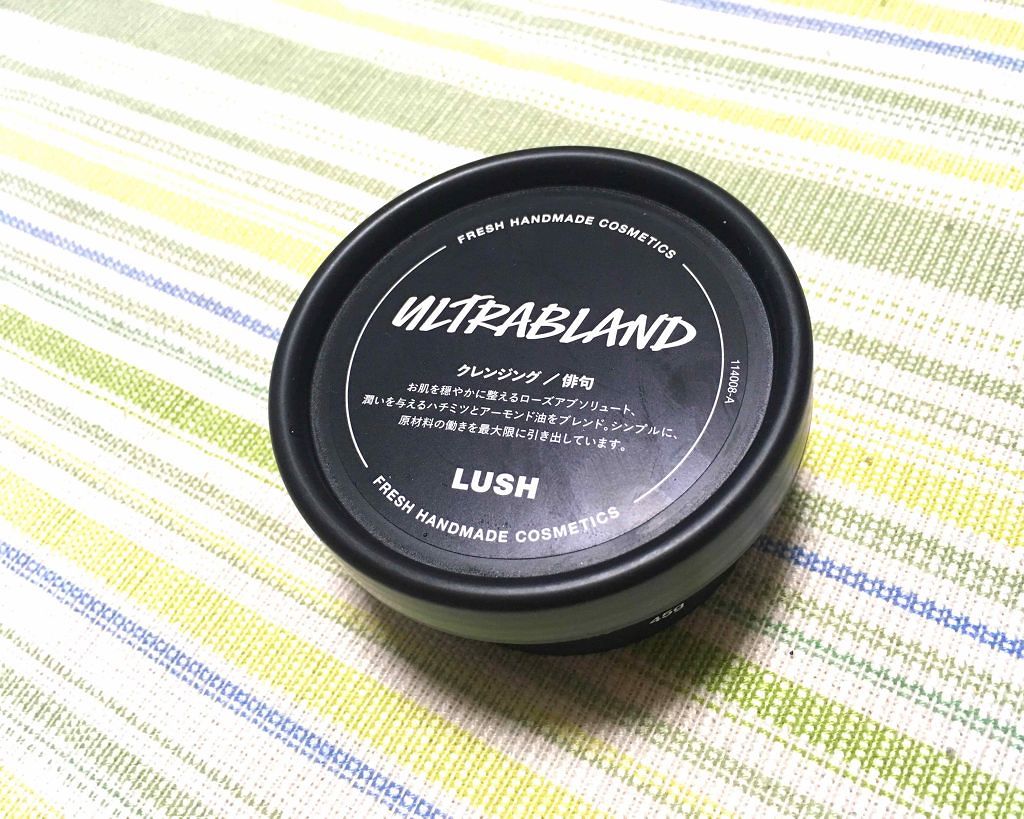 FRESH HANDMADE COSMETICS
ULTRABLAND
クレンジング／俳句
お肌を穏やかに整えるローズアブソリュート、
潤いを与えるハチミツとアーモンド油をブレンド。シンプルに、
原材料の働きを最大限に引き出しています。
114008-A
LUSH
FRESH HANDMADE COSMETICS
45g